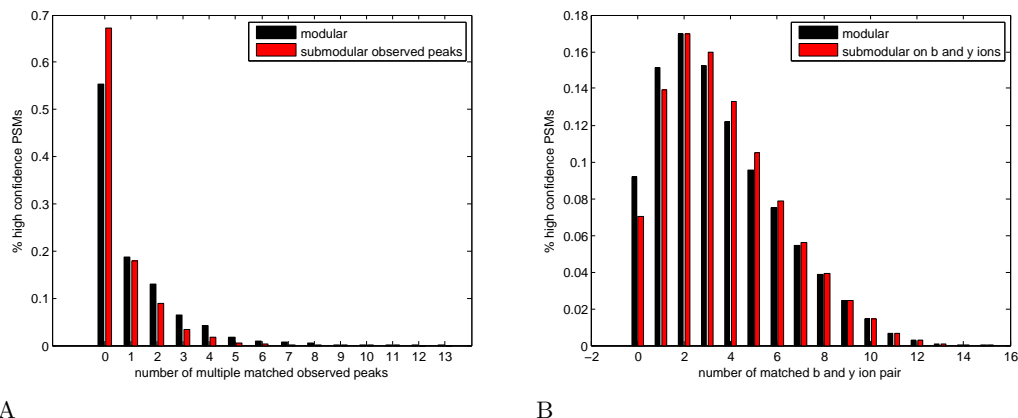 0.7
0.6
0.5
0.4
0.3
0.2
0.1
0
% high confidence PSMs
modular
submodular observed peaks
0 1 2 3 4 5 6 7 8 9 10 11 12 13
number of multiple matched observed peaks
A
0.18
0.16
0.14
0.12
0.1
0.08
0.06
0.04
0.02
0
% high confidence PSMs
modular
submodular on b and y ions
−2 0 2 4 6 8 10 12 14 16
number of matched b and y ion pair
B